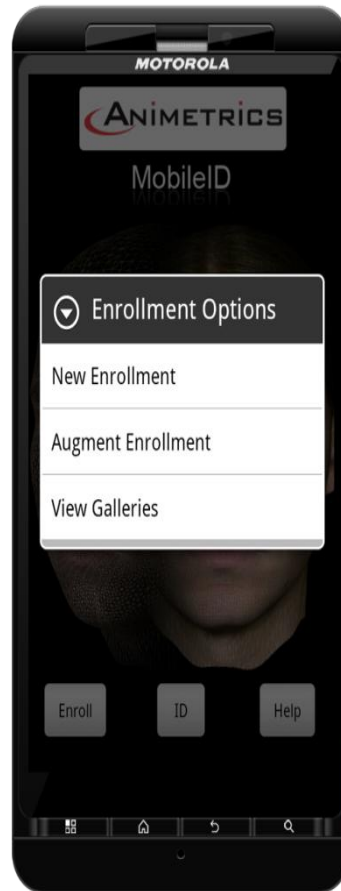 MOTOROLA
ANIMETRICS
MobileID
Enrollment Options
New Enrollment
Augment Enrollment
View Galleries
Enroll ID Help